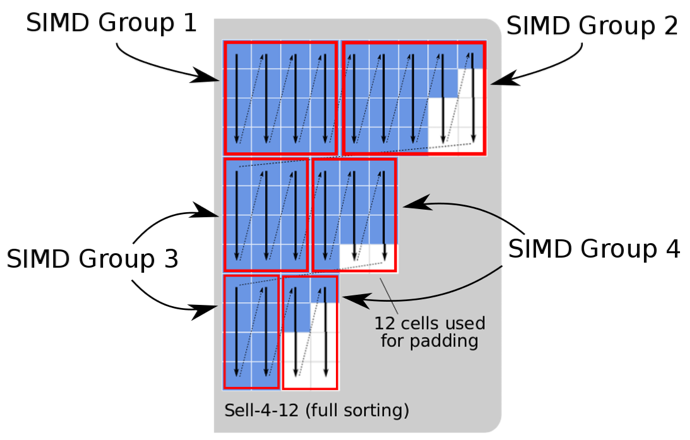 SIMD Group 1
SIMD Group 2
SIMD Group 3
SIMD Group 4
12 cells used
for padding
Sell-4-12 (full sorting)